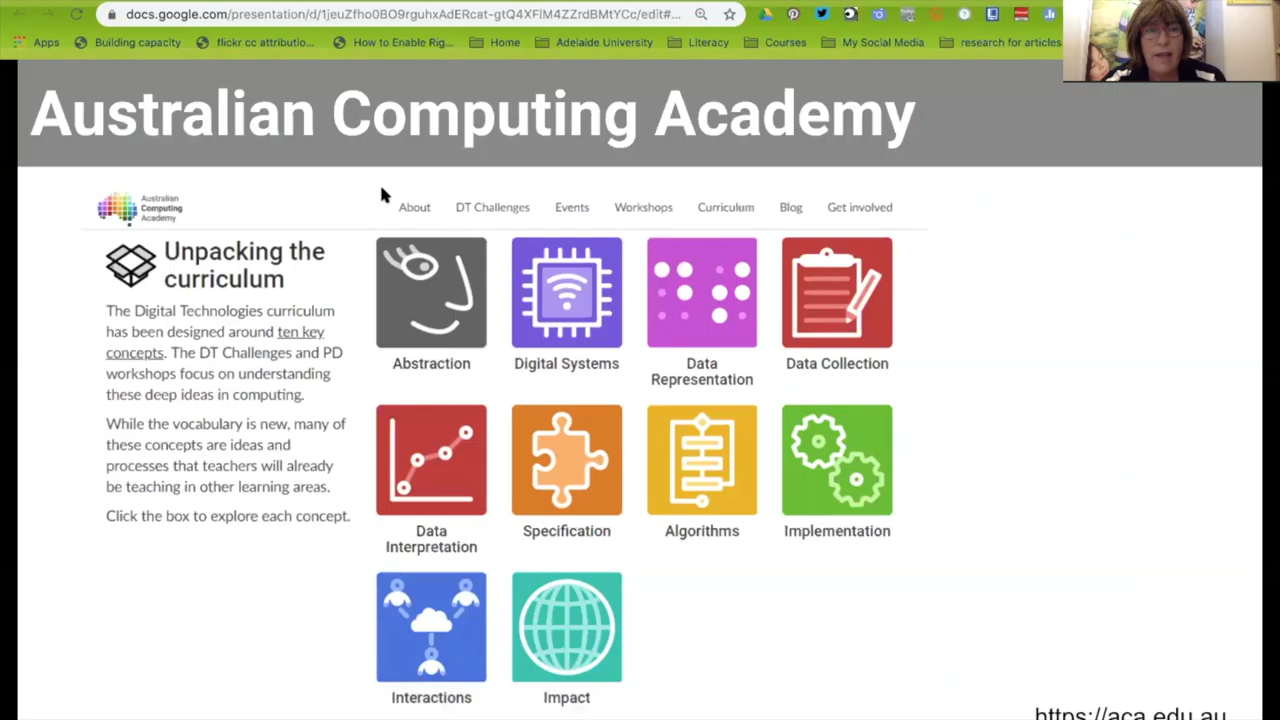 docs.google.com/presentation/d/1jeuZfho0BO9rguhxAdERcat-gtQ4XFlM4ZZrdBMtYCc/edit#...
Apps Building capacity flickr cc attributio... How to Enable Rig... Home Adelaide University Literacy Courses My Social Media research for articles
Australian Computing Academy
Australian
Computing
Academy
About DT Challenges Events Workshops Curriculum Blog Get involved
Unpacking the
curriculum
The Digital Technologies curriculum
has been designed around ten key
concepts. The DT Challenges and PD
workshops focus on understanding
these deep ideas in computing.
While the vocabulary is new, many of
these concepts are ideas and
processes that teachers will already
be teaching in other learning areas.
Click the box to explore each concept.
Abstraction
Digital Systems
Data
Representation
Data Collection
Data
Interpretation
Specification
Algorithms
Implementation
Interactions
Impact
https://aca.edu.au